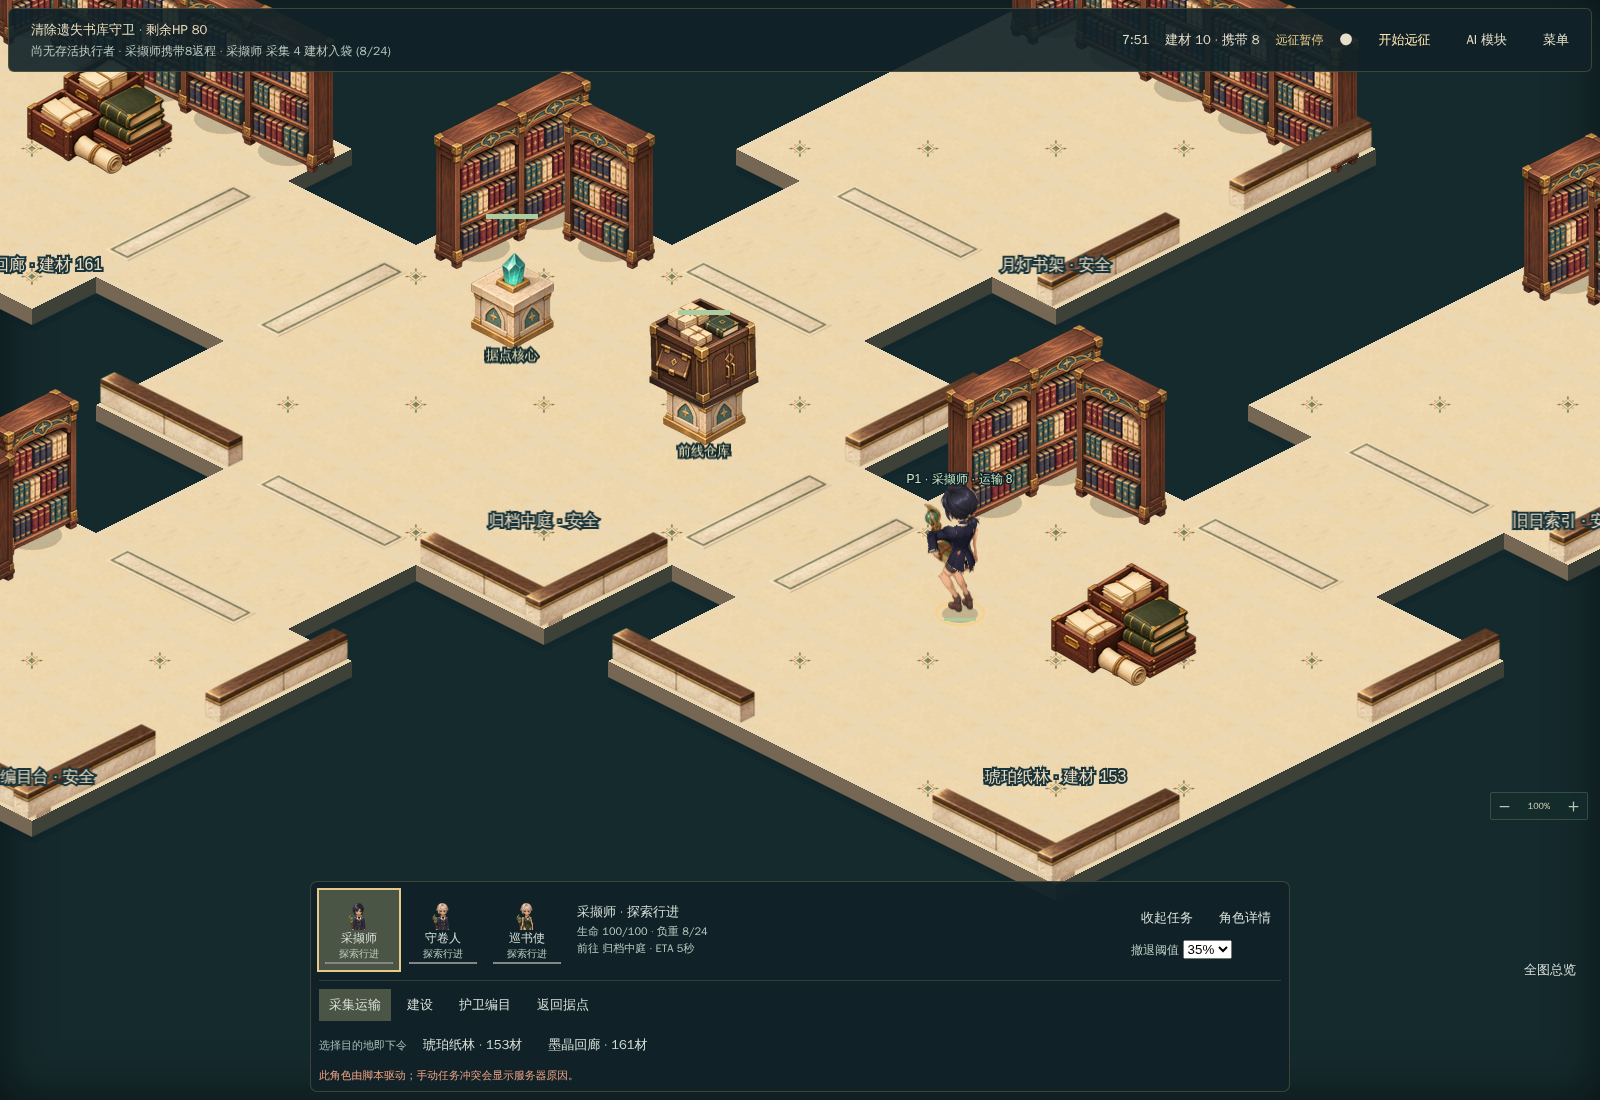 清除遗失书库守卫 · 剩余HP 80
尚无存活执行者 · 采撷师携带8返程 · 采撷师 采集 4 建材入袋 (8/24)
7:51 建材 10 · 携带 8 远征暂停 开始远征 AI 模块 菜单
回廊 · 建材 161
月灯书架 · 安全
据点核心
前线仓库
P1 · 采撷师 · 运输 8
归档中庭 · 安全
旧日索引 · 安
编目台 · 安全
琥珀纸林 · 建材 153
− 100% +
采撷师
探索行进
守卷人
探索行进
巡书使
探索行进
采撷师 · 探索行进
生命 100/100 · 负重 8/24
前往 归档中庭 · ETA 5秒
收起任务 角色详情
撤退阈值 35%
全图总览
采集运输 建设 护卫编目 返回据点
选择目的地即下令 琥珀纸林 · 153材 墨晶回廊 · 161材
此角色由脚本驱动；手动任务冲突会显示服务器原因。